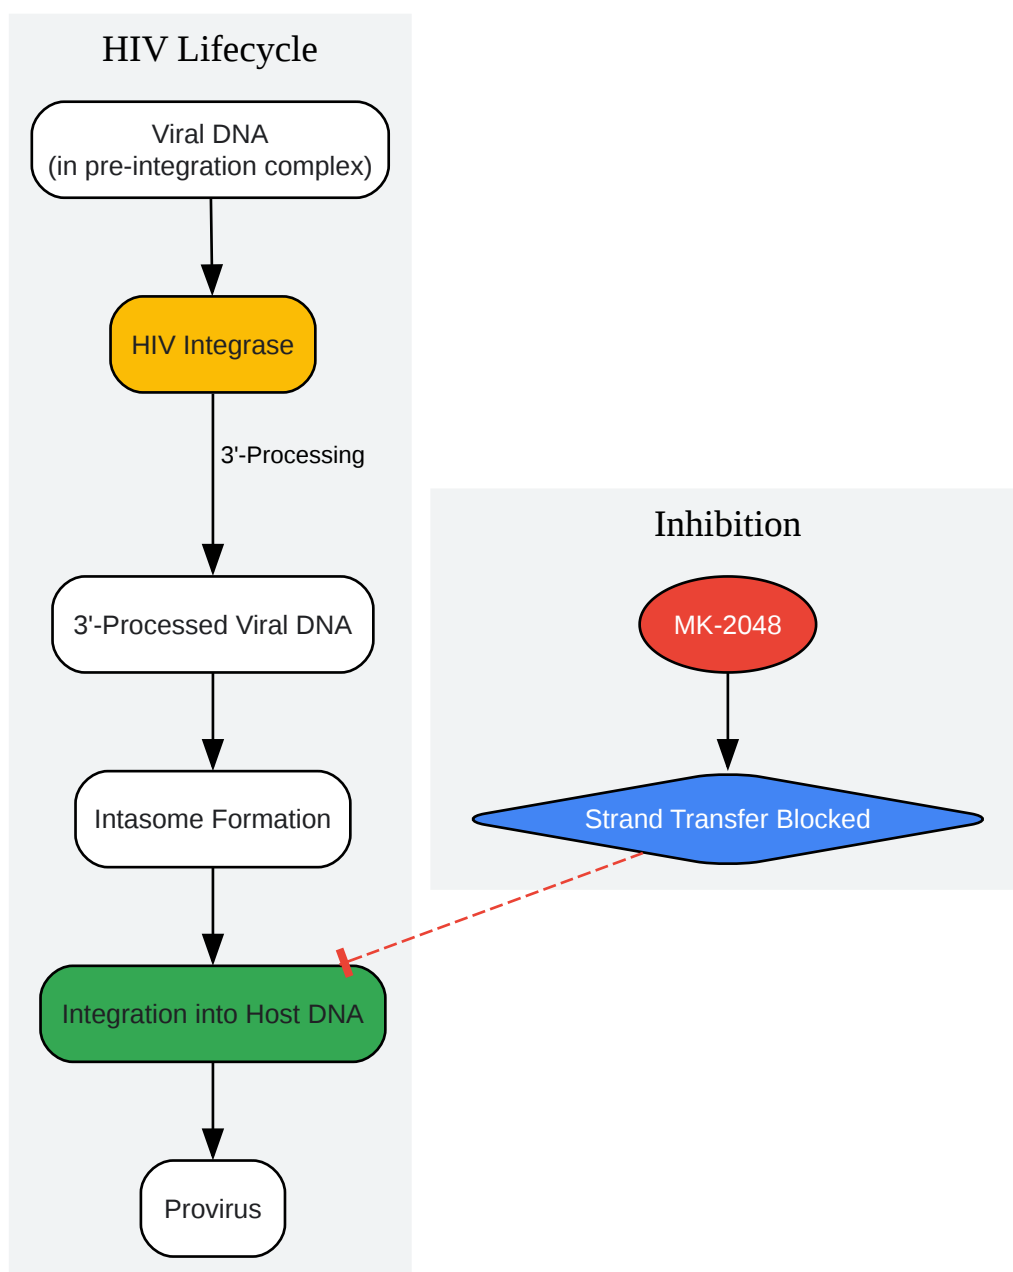 HIV Lifecycle
Viral DNA
(in pre-integration complex)
HIV Integrase
3'-Processing
3'-Processed Viral DNA
Intasome Formation
Integration into Host DNA
Provirus
Inhibition
MK-2048
Strand Transfer Blocked